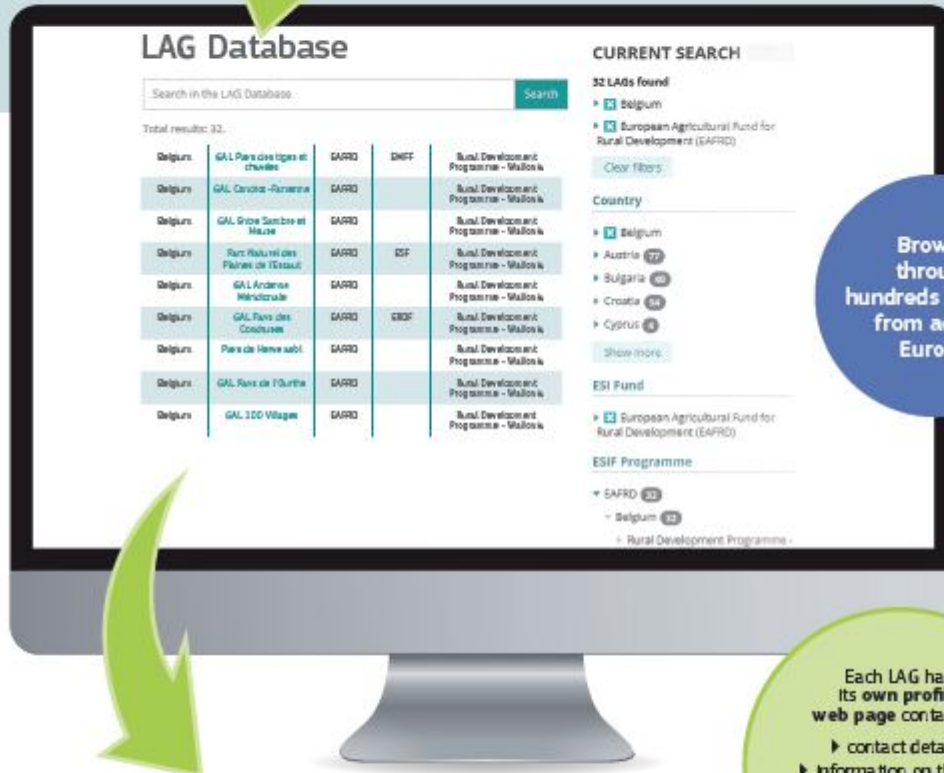 LAG Database
Search in the LAG Database
Search
Total results: 32.
Belgium GAL Pays des tiges et chavées EAFRD EMFF Rural Development Programme - Wallonia
Belgium GAL Condroz-Famenne EAFRD Rural Development Programme - Wallonia
Belgium GAL Entre Sambre et Meuse EAFRD Rural Development Programme - Wallonia
Belgium Parc Naturel des Plaines de l'Escaut EAFRD ESF Rural Development Programme - Wallonia
Belgium GAL Ardenne Méridionale EAFRD Rural Development Programme - Wallonia
Belgium GAL Pays des Condruses EAFRD ERDF Rural Development Programme - Wallonia
Belgium Pays de Herve asbl EAFRD Rural Development Programme - Wallonia
Belgium GAL Pays de l'Ourthe EAFRD Rural Development Programme - Wallonia
Belgium GAL 100 Villages EAFRD Rural Development Programme - Wallonia
CURRENT SEARCH
32 LAGs found
Belgium
European Agricultural Fund for
Rural Development (EAFRD)
Clear filters
Country
Belgium
Austria 77
Bulgaria
Croatia 54
Cyprus 4
Show more
ESI Fund
European Agricultural Fund for
Rural Development (EAFRD)
ESIF Programme
EAFRD 32
Belgium 32
Rural Development Programme -
Brow
throu
hundreds
from a
Euro
Each LAG ha
its own profi
web page conta
contact deta
information on t